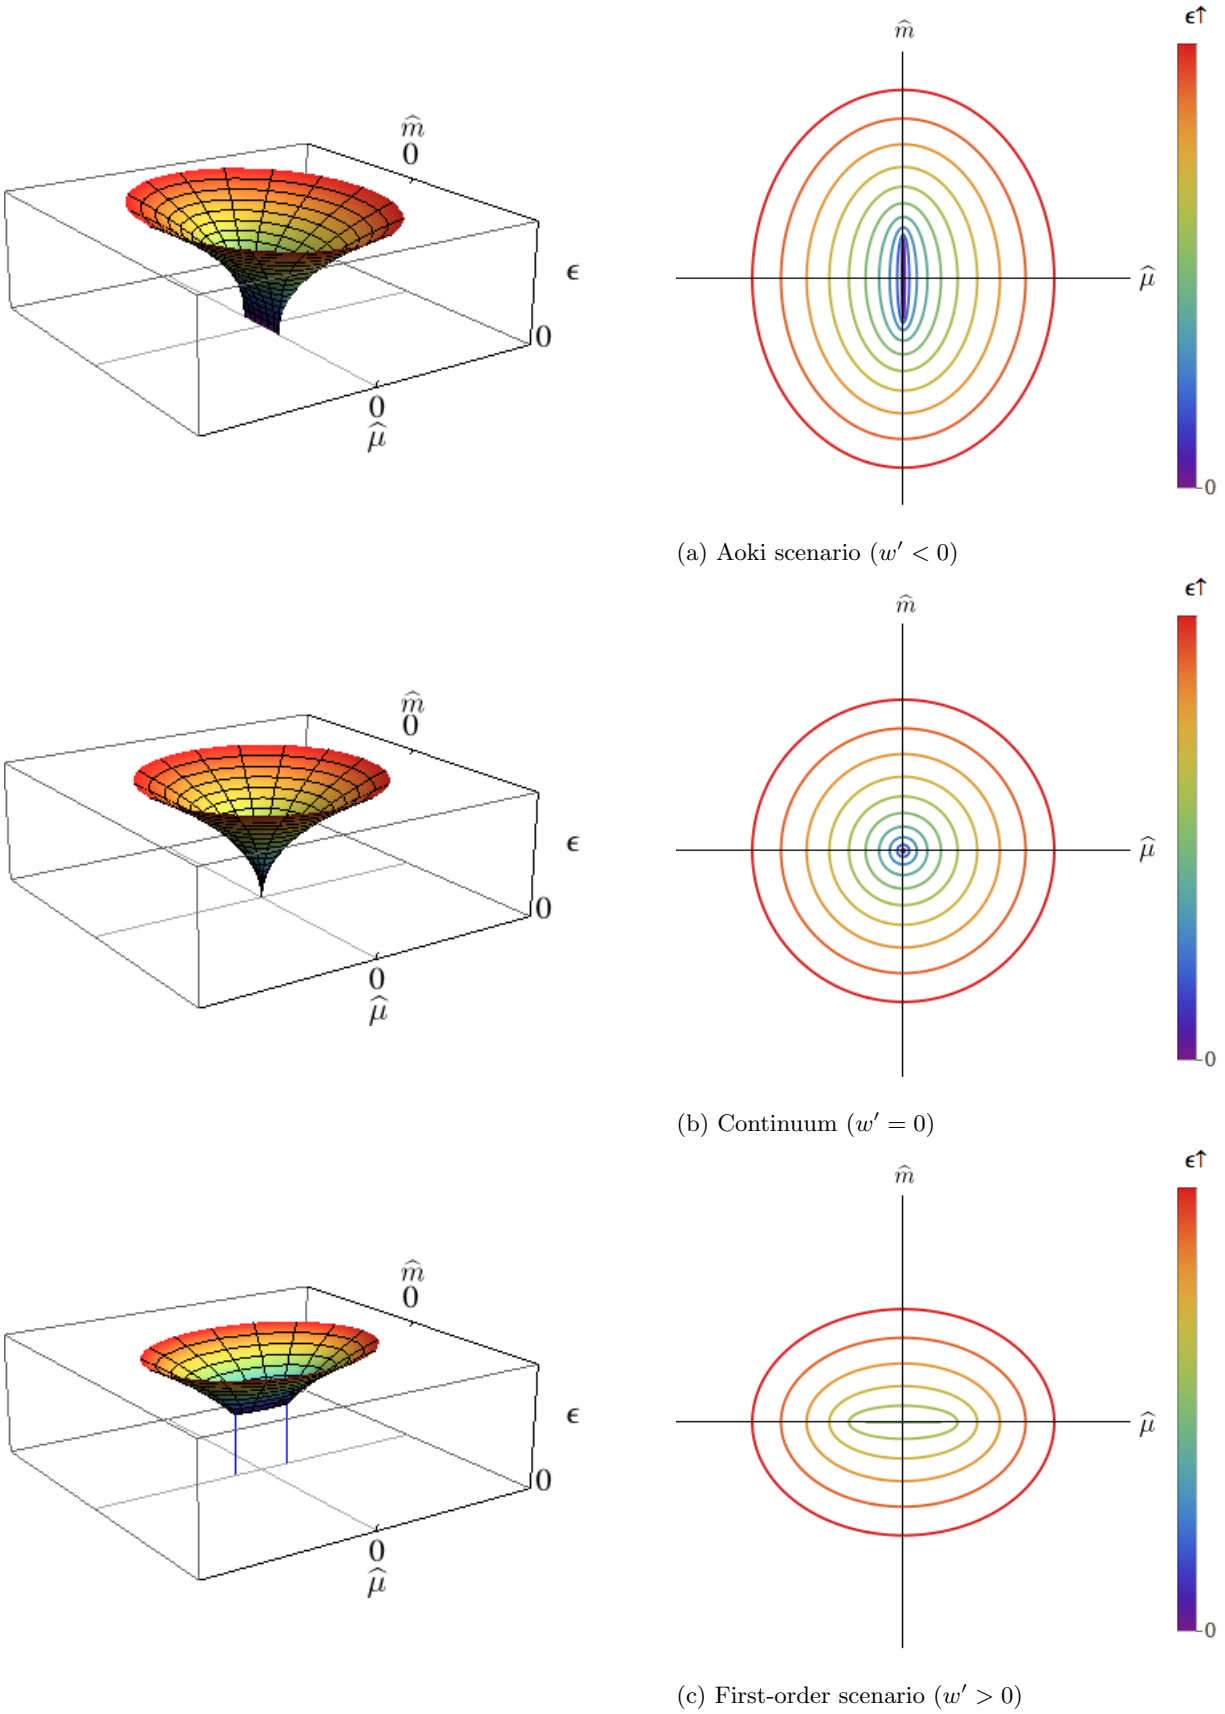 m̂
0
ϵ
0
0
μ̂
ϵ↑
m̂
μ̂
0
(a) Aoki scenario (w′ < 0)
m̂
0
ϵ
0
0
μ̂
ϵ↑
m̂
μ̂
0
(b) Continuum (w′ = 0)
m̂
0
ϵ
0
0
μ̂
ϵ↑
m̂
μ̂
0
(c) First-order scenario (w′ > 0)